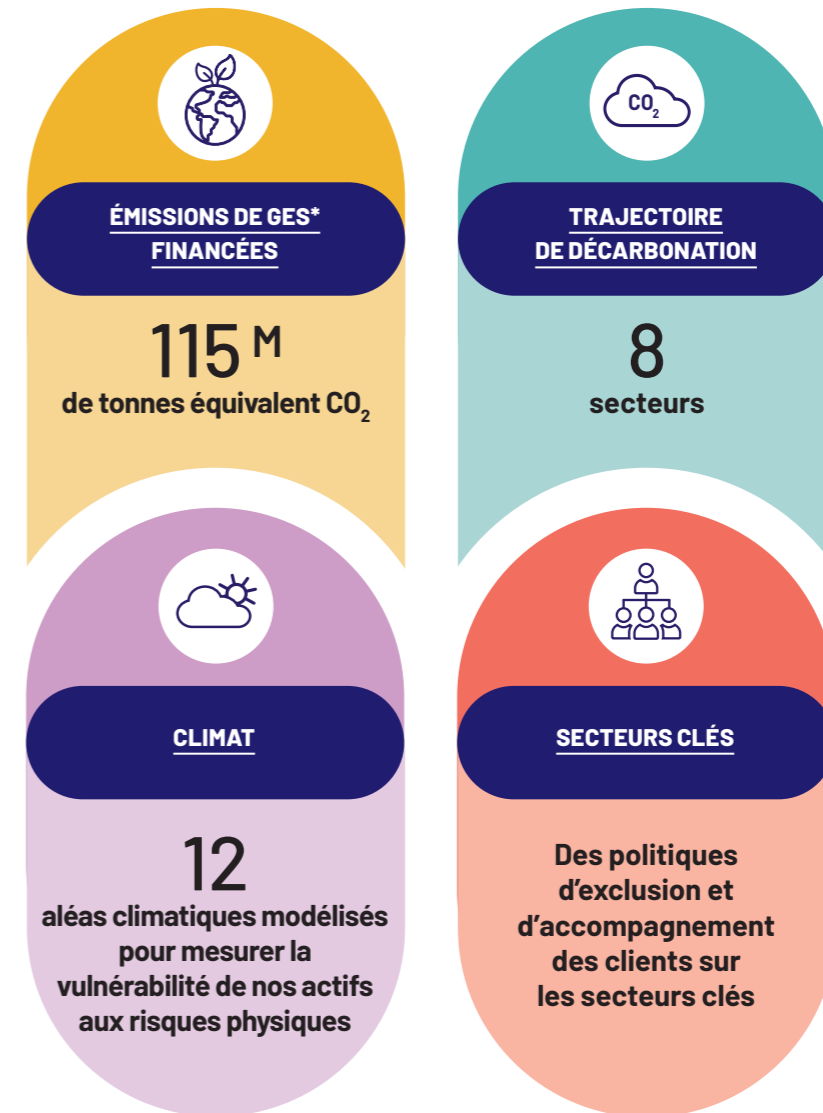 ÉMISSIONS DE GES*
FINANCÉES
115 M
de tonnes équivalent CO₂
CO₂
TRAJECTOIRE
DE DÉCARBONATION
8
secteurs
CLIMAT
12
aléas climatiques modélisés
pour mesurer la
vulnérabilité de nos actifs
aux risques physiques
SECTEURS CLÉS
Des politiques
d'exclusion et
d'accompagnement
des clients sur
les secteurs clés